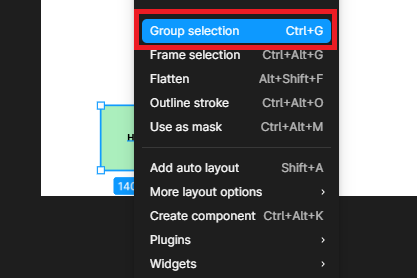 Group selection Ctrl+G
Frame selection Ctrl+Alt+G
Flatten Alt+Shift+F
Outline stroke Ctrl+Alt+O
Use as mask Ctrl+Alt+M
H
140
Add auto layout Shift+A
More layout options
Create component Ctrl+Alt+K
Plugins
Widgets